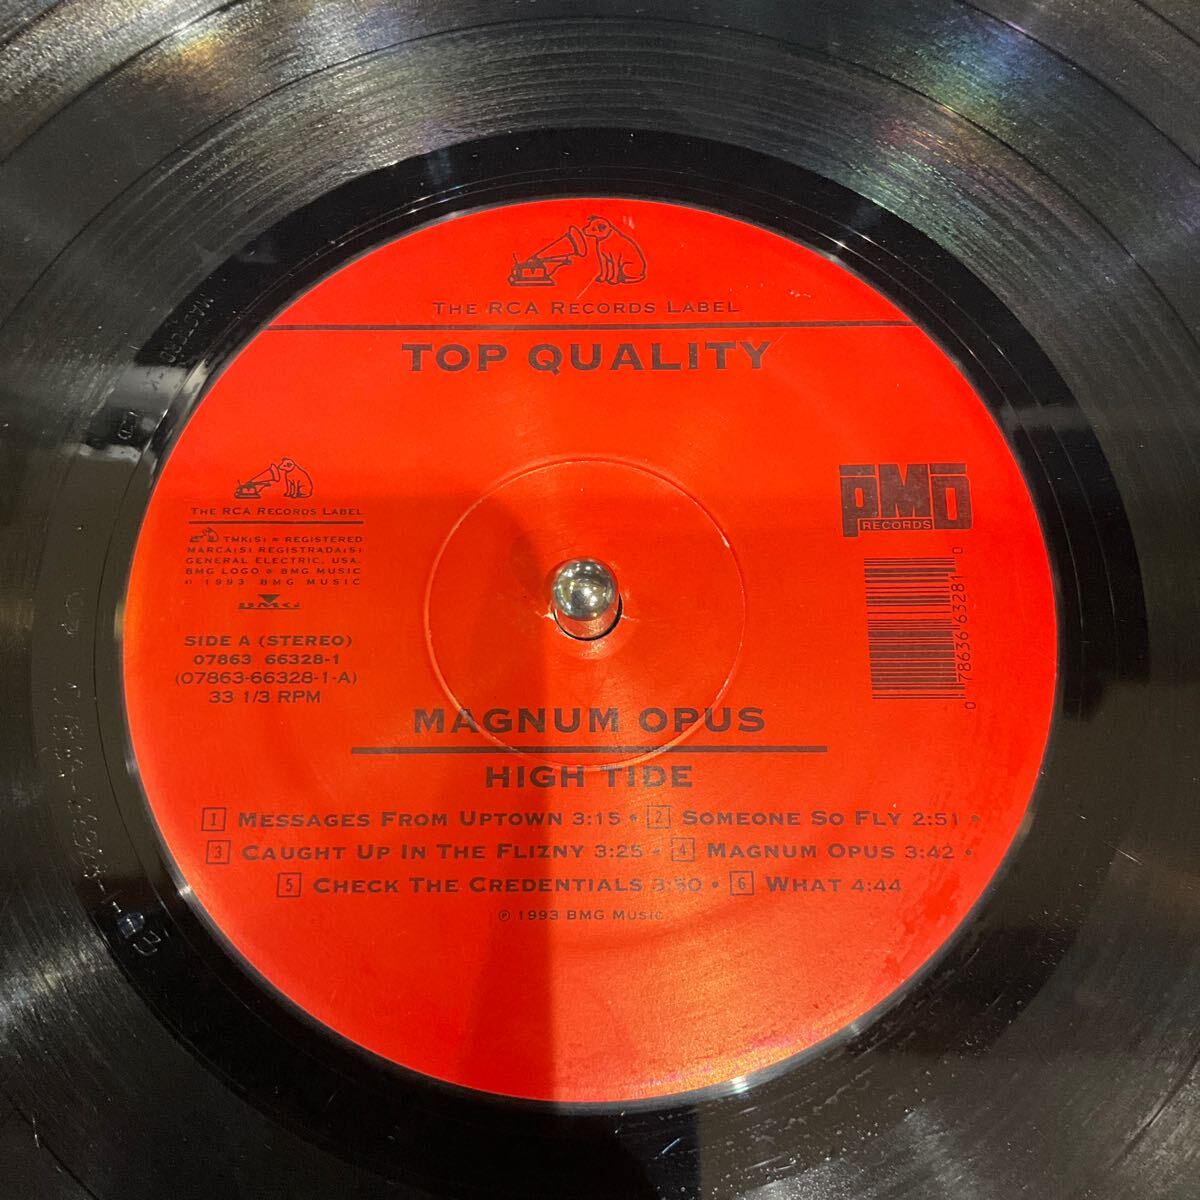 THE RCA RECORDS LABEL
TOP QUALITY
PMD
RECORDS
THE RCA RECORDS LABEL
TMK(S) ® REGISTERED
MARCA(S) REGISTRADA(S)
GENERAL ELECTRIC, USA.
BMG LOGO ® BMG MUSIC
© 1993 BMG MUSIC
BMG
SIDE A (STEREO)
07863 66328-1
(07863-66328-1-A)
33 1/3 RPM
0 78636 63281 0
MAGNUM OPUS
HIGH TIDE
1 MESSAGES FROM UPTOWN 3:15 • 2 SOMEONE SO FLY 2:51 •
3 CAUGHT UP IN THE FLIZNY 3:25 • 4 MAGNUM OPUS 3:42 •
5 CHECK THE CREDENTIALS 3:50 • 6 WHAT 4:44
℗ 1993 BMG MUSIC